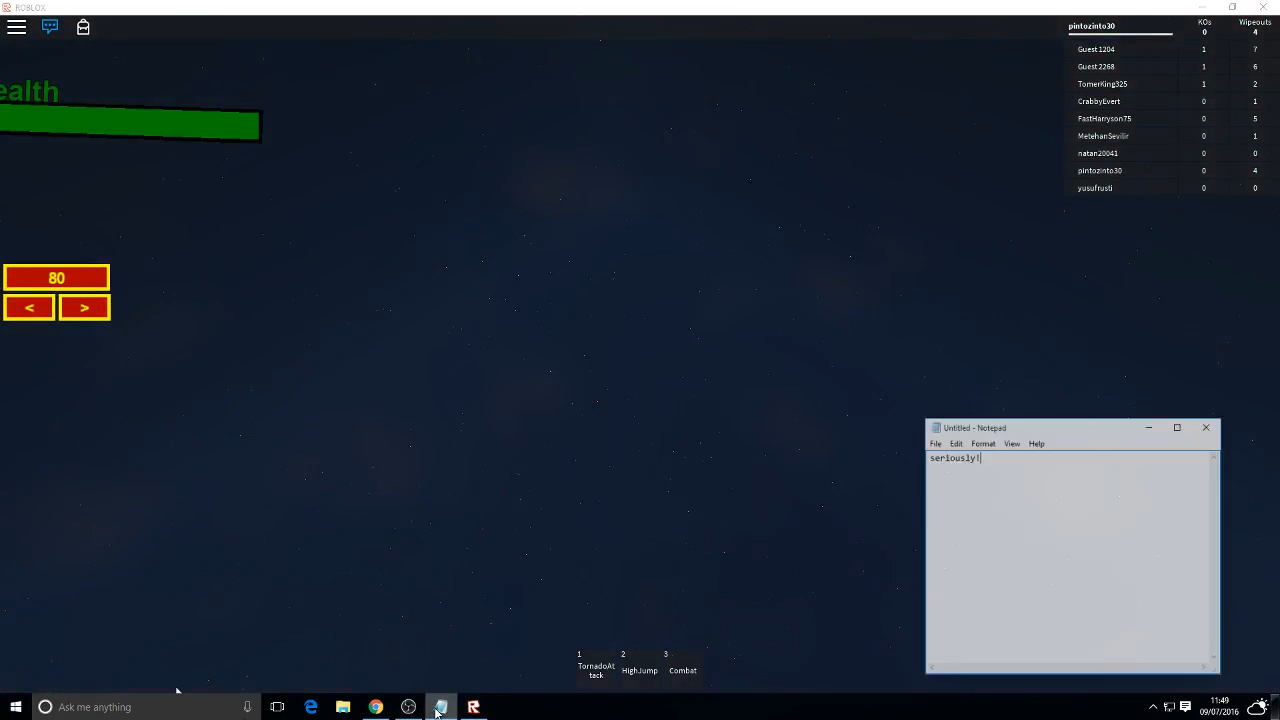 ROBLOX
pintozinto30 KOs 0 Wipeouts 4
Guest 1204 1 7
Guest 2268 1 6
TomerKing325 1 2
CrabbyEvert 0 1
FastHarryson75 0 5
MetehanSevilir 0 1
natan20041 0 0
pintozinto30 0 4
yusufrusti 0 0
ealth
80
< >
Untitled - Notepad
File Edit Format View Help
seriously!
1 2 3
TornadoAt
tack
HighJump
Combat
Ask me anything
11:49
09/07/2016